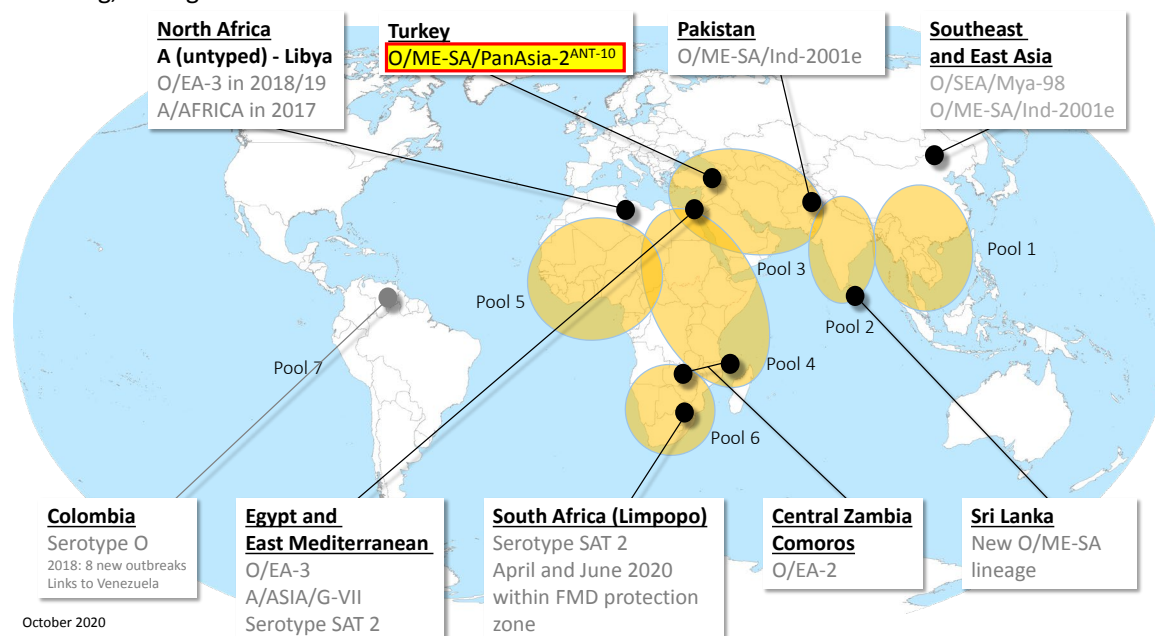 North Africa
A (untyped) - Libya
O/EA-3 in 2018/19
A/AFRICA in 2017
Turkey
O/ME-SA/PanAsia-2ANT-10
Pakistan
O/ME-SA/Ind-2001e
Southeast
and East Asia
O/SEA/Mya-98
O/ME-SA/Ind-2001e
Pool 1
Pool 3
Pool 5
Pool 2
Pool 4
Pool 7
Pool 6
Colombia
Serotype O
2018: 8 new outbreaks
Links to Venezuela
Egypt and
East Mediterranean
O/EA-3
A/ASIA/G-VII
Serotype SAT 2
South Africa (Limpopo)
Serotype SAT 2
April and June 2020
within FMD protection
zone
Central Zambia
Comoros
O/EA-2
Sri Lanka
New O/ME-SA
lineage
October 2020